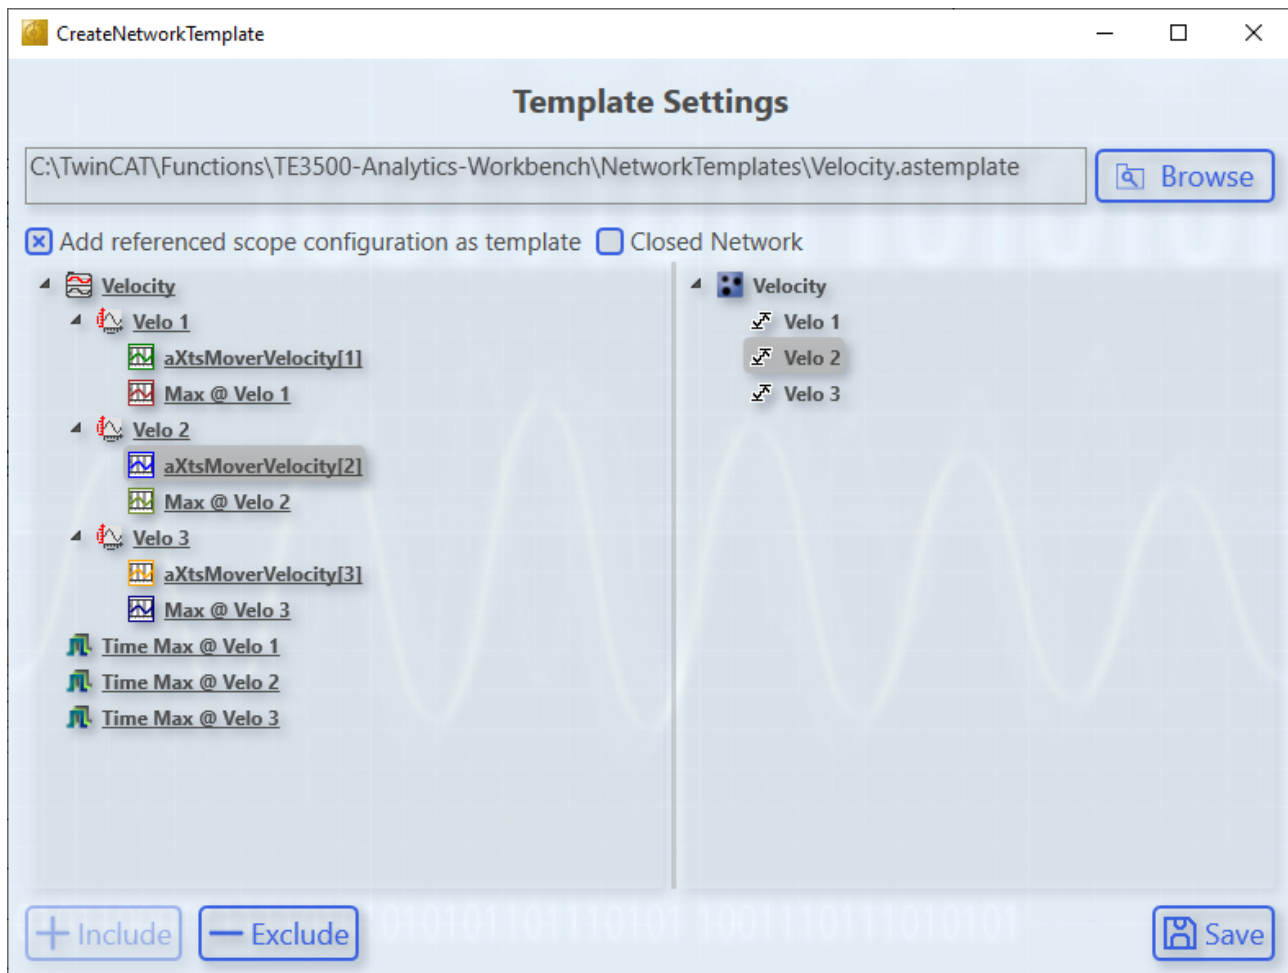 CreateNetworkTemplate
Template Settings
C:\TwinCAT\Functions\TE3500-Analytics-Workbench\NetworkTemplates\Velocity.astemplate
Browse
Add referenced scope configuration as template
Closed Network
Velocity
Velo 1
aXtsMoverVelocity[1]
Max @ Velo 1
Velo 2
aXtsMoverVelocity[2]
Max @ Velo 2
Velo 3
aXtsMoverVelocity[3]
Max @ Velo 3
Time Max @ Velo 1
Time Max @ Velo 2
Time Max @ Velo 3
Velocity
Velo 1
Velo 2
Velo 3
Include
Exclude
Save